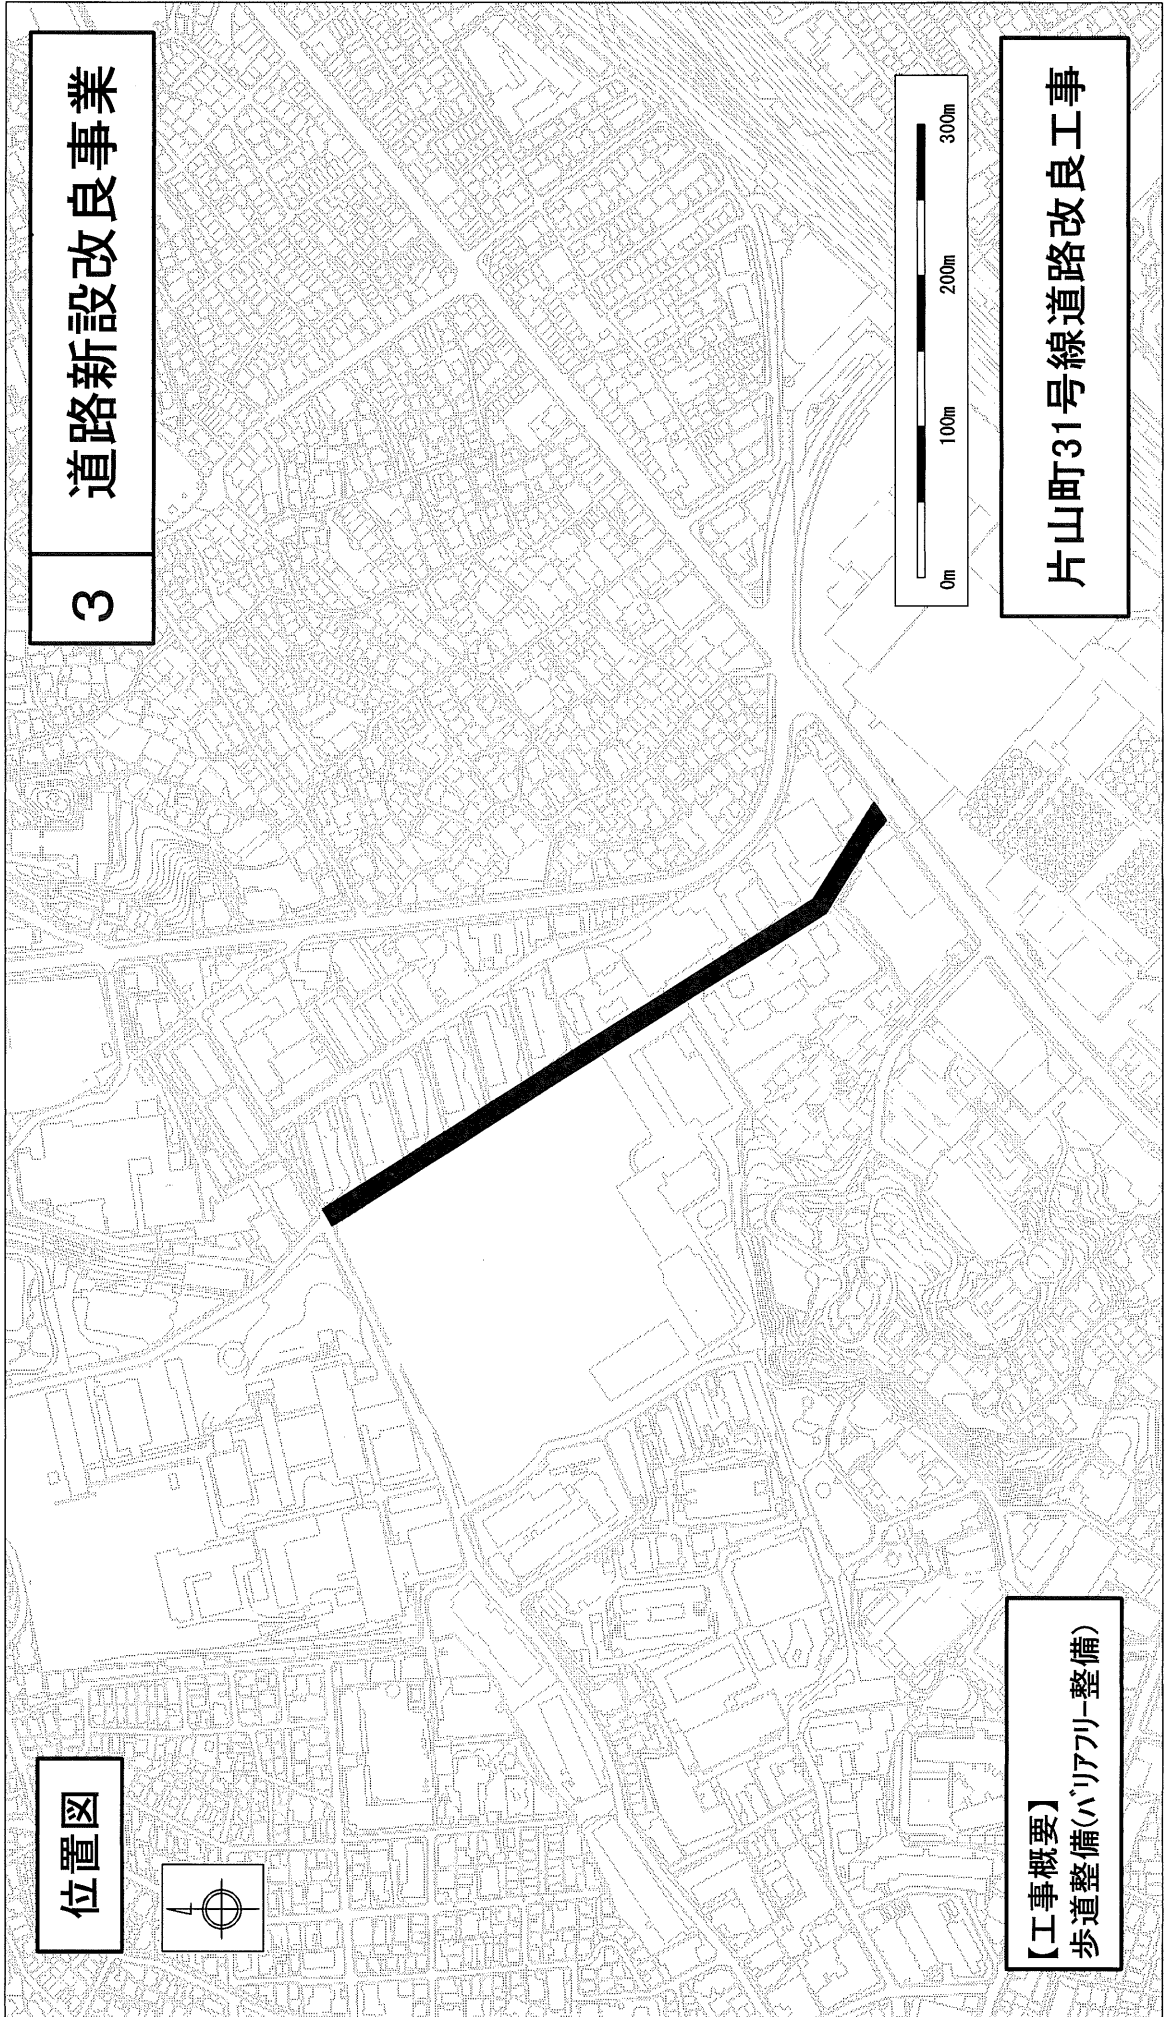 位置図
3 道路新設改良事業
0m 100m 200m 300m
片山町31号線道路改良工事
【工事概要】
歩道整備(バリアフリー整備)